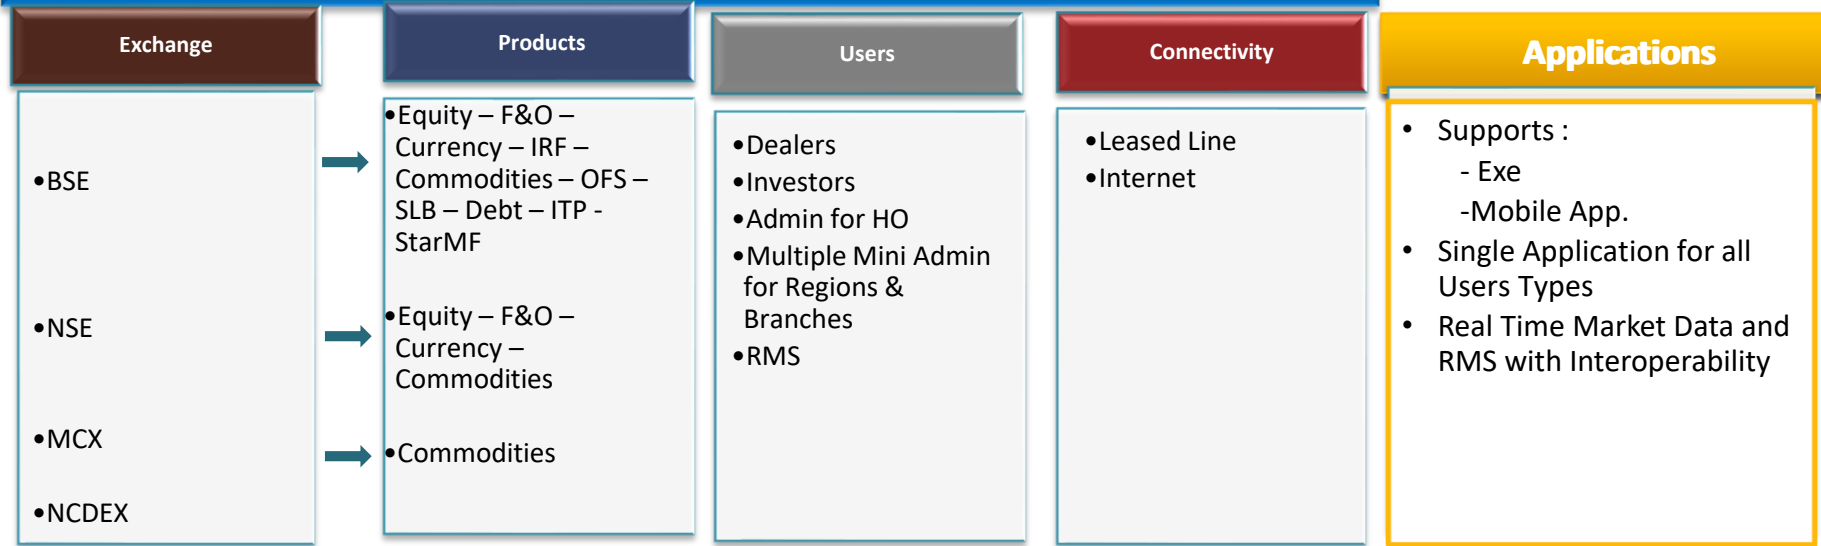 Exchange
•BSE
•NSE
•MCX
•NCDEX
Products
•Equity – F&O –
Currency – IRF –
Commodities – OFS –
SLB – Debt – ITP -
StarMF
•Equity – F&O –
Currency –
Commodities
•Commodities
Users
•Dealers
•Investors
•Admin for HO
•Multiple Mini Admin
for Regions &
Branches
•RMS
Connectivity
•Leased Line
•Internet
Applications
• Supports :
- Exe
-Mobile App.
• Single Application for all
Users Types
• Real Time Market Data and
RMS with Interoperability